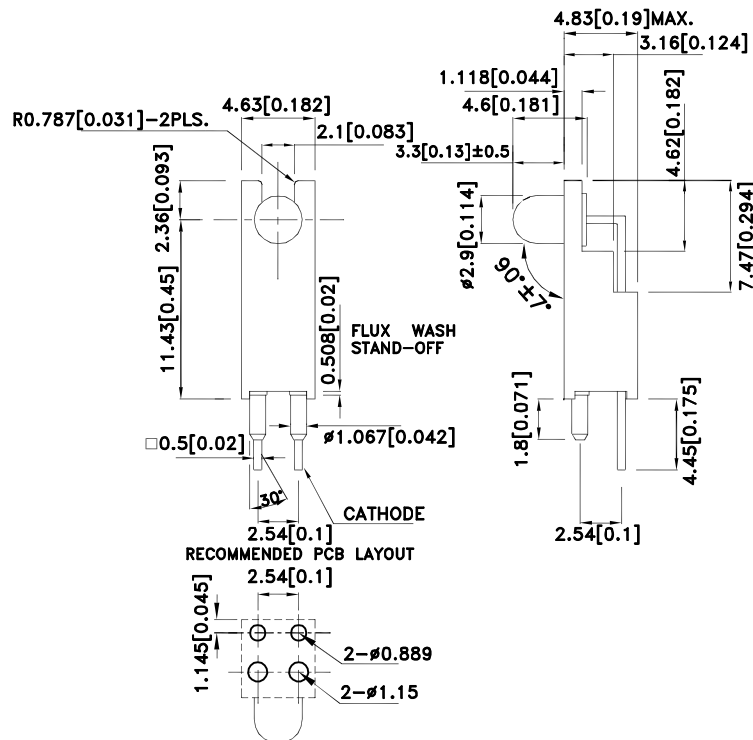 4.83[0.19]MAX.
3.16[0.124]
1.118[0.044]
4.63[0.182]
4.6[0.181]
R0.787[0.031]-2PLS.
2.1[0.083]
3.3[0.13]±0.5
4.62[0.182]
2.36[0.093]
ø2.9[0.114]
7.47[0.294]
90°±7°
11.43[0.45]
0.508[0.02]
FLUX WASH
STAND-OFF
□0.5[0.02]
ø1.067[0.042]
1.8[0.071]
4.45[0.175]
30°
CATHODE
2.54[0.1]
2.54[0.1]
RECOMMENDED PCB LAYOUT
2.54[0.1]
1.145[0.045]
2-ø0.889
2-ø1.15